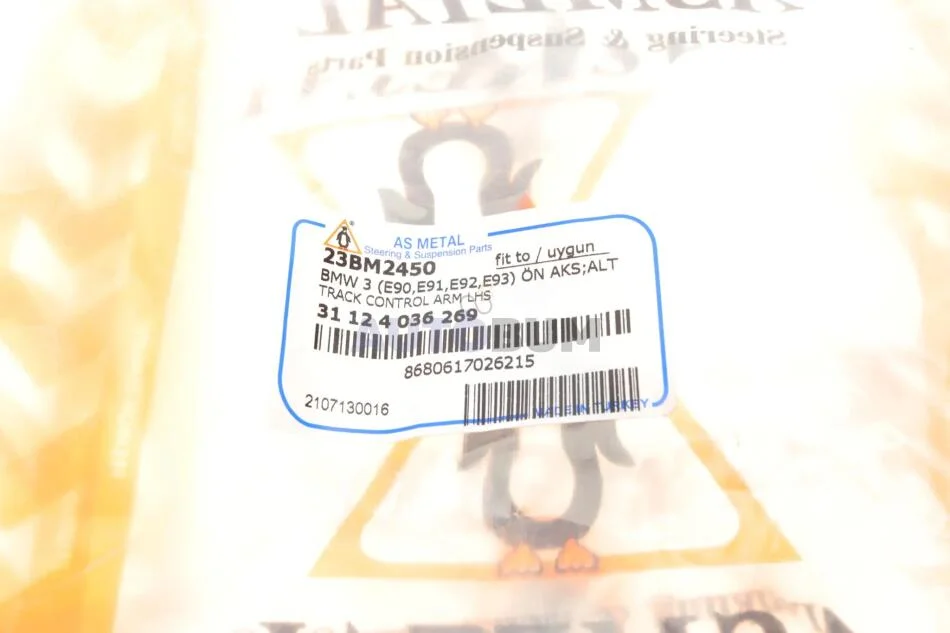 Steering & Suspension Parts
AS METAL
Steering & Suspension Parts
23BM2450
fit to / uygun
BMW 3 (E90,E91,E92,E93) ÖN AKS;ALT
TRACK CONTROL ARM LHS
31 12 4 036 269
AUTODUM
8680617026215
2107130016
MADE IN TURKEY